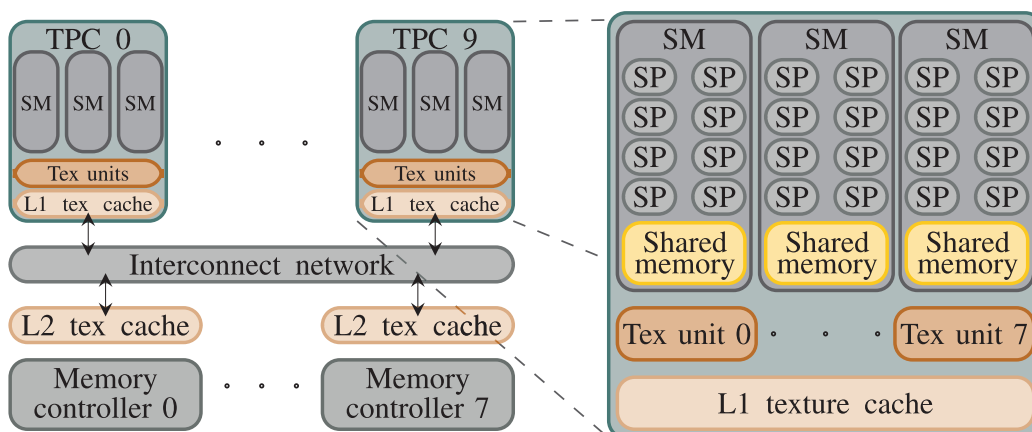 TPC 0
SM SM SM
Tex units
L1 tex cache
TPC 9
SM SM SM
Tex units
L1 tex cache
Interconnect network
L2 tex cache
L2 tex cache
Memory
controller 0
Memory
controller 7
SM
SP SP
SP SP
SP SP
SP SP
Shared
memory
SM
SP SP
SP SP
SP SP
SP SP
Shared
memory
SM
SP SP
SP SP
SP SP
SP SP
Shared
memory
Tex unit 0
Tex unit 7
L1 texture cache